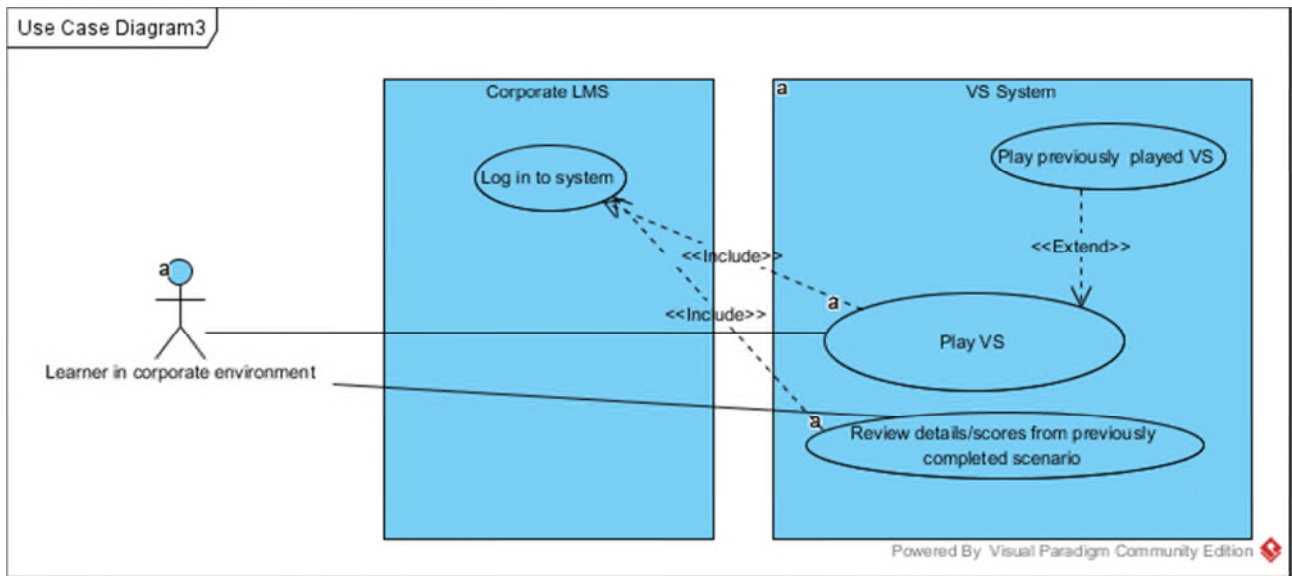 Use Case Diagram3
Corporate LMS
a
VS System
Log in to system
Play previously played VS
<<Include>>
<<Extend>>
a
a
<<Include>>
Play VS
Learner in corporate environment
a
Review details/scores from previously
completed scenario
Powered By Visual Paradigm Community Edition